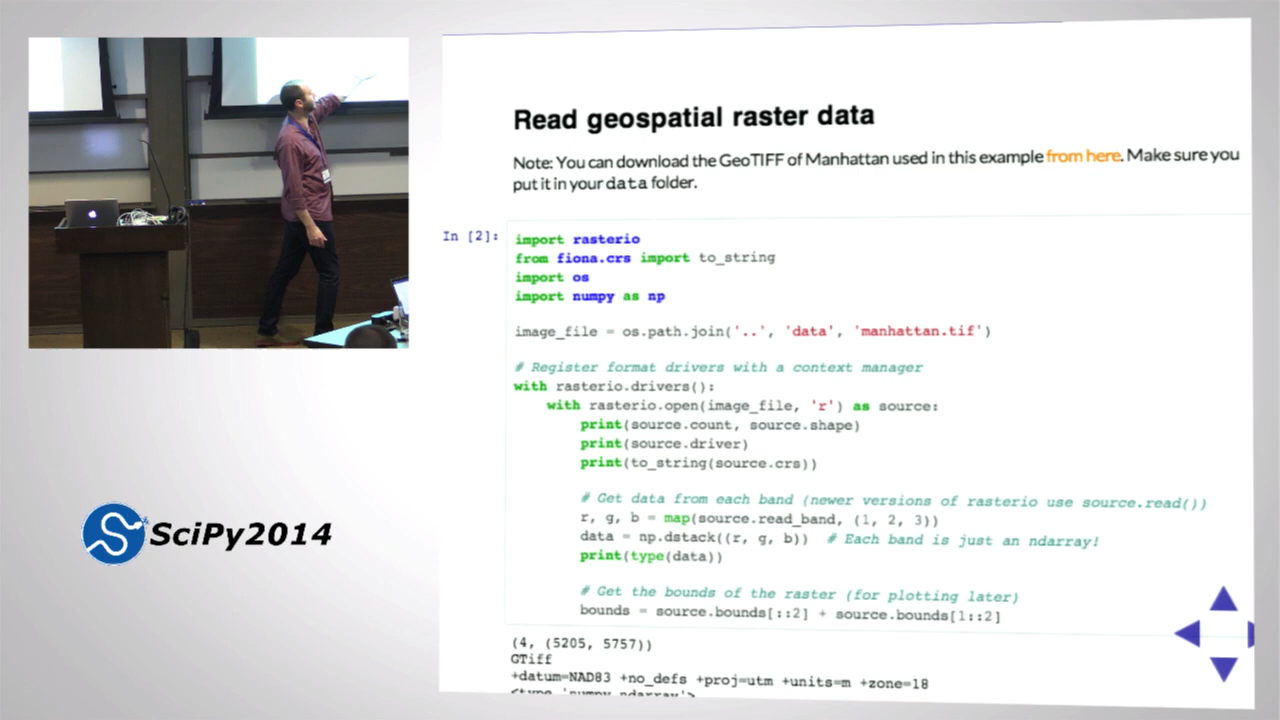 Read geospatial raster data
Note: You can download the GeoTIFF of Manhattan used in this example from here. Make sure you
put it in your data folder.
In [2]:
import rasterio
from fiona.crs import to_string
import os
import numpy as np
image_file = os.path.join('..', 'data', 'manhattan.tif')
# Register format drivers with a context manager
with rasterio.drivers():
    with rasterio.open(image_file, 'r') as source:
        print(source.count, source.shape)
        print(source.driver)
        print(to_string(source.crs))
        # Get data from each band (newer versions of rasterio use source.read())
        r, g, b = map(source.read_band, (1, 2, 3))
        data = np.dstack((r, g, b))  # Each band is just an ndarray!
        print(type(data))
        # Get the bounds of the raster (for plotting later)
        bounds = source.bounds[::2] + source.bounds[1::2]
(4, (5205, 5757))
GTiff
+datum=NAD83 +no_defs +proj=utm +units=m +zone=18
<type 'numpy.ndarray'>
SciPy2014